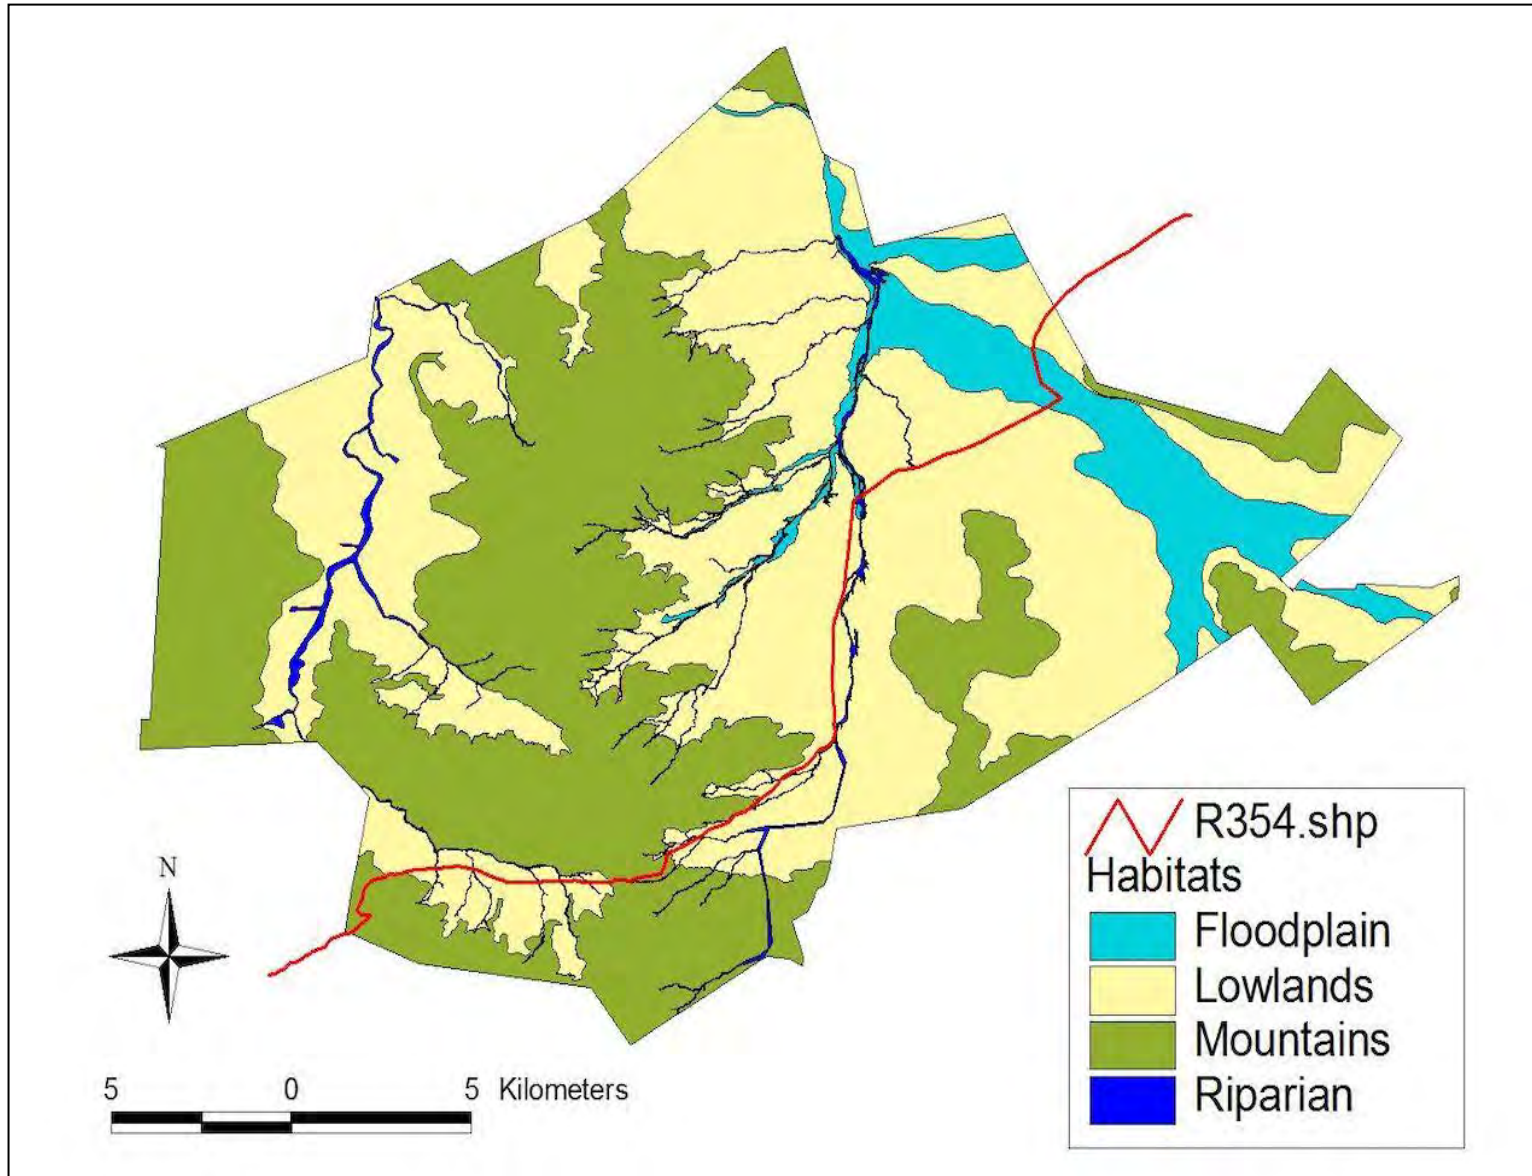 R354.shp
Habitats
Floodplain
Lowlands
Mountains
Riparian
N
5 0 5 Kilometers